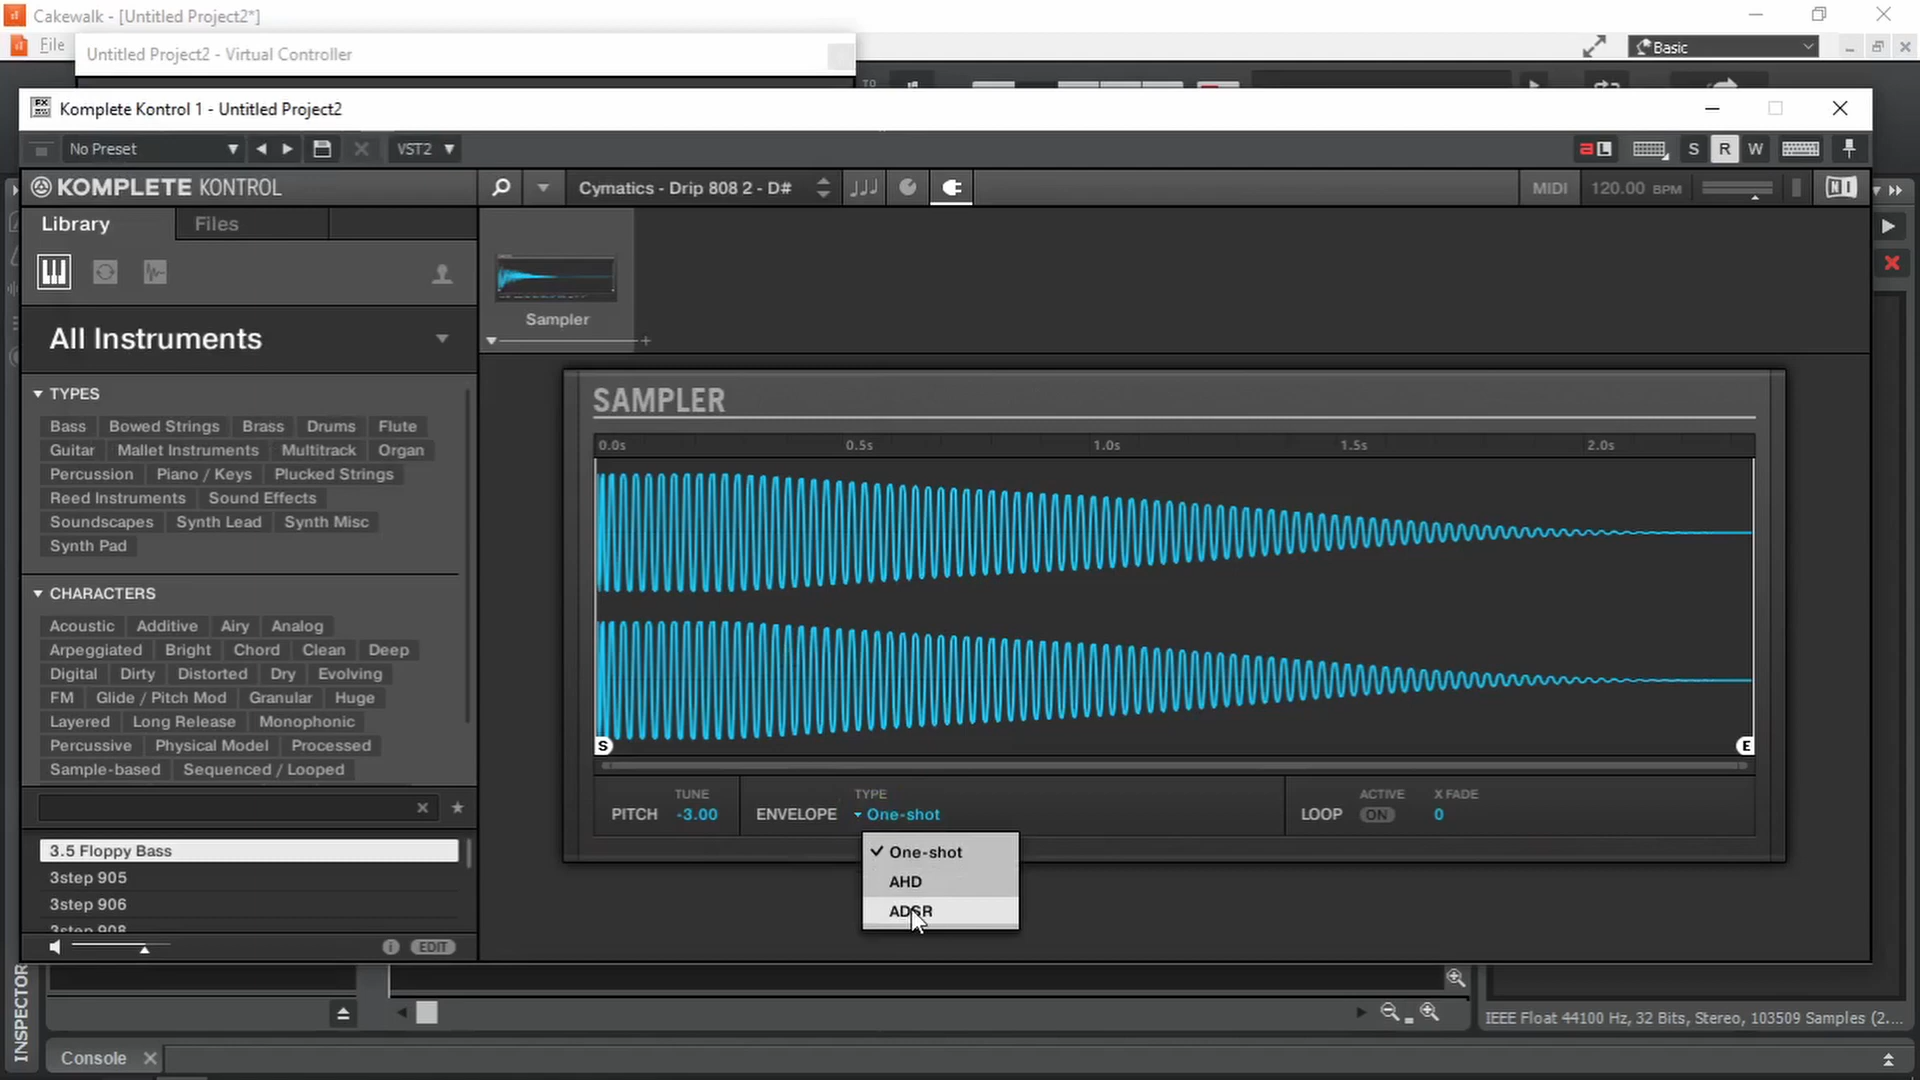 Cakewalk - [Untitled Project2*]
File
Untitled Project2 - Virtual Controller
Basic
Komplete Kontrol 1 - Untitled Project2
No Preset
VST2
S R W
KOMPLETE KONTROL
Cymatics - Drip 808 2 - D#
MIDI
120.00 BPM
Library
Files
Sampler
All Instruments
TYPES
Bass Bowed Strings Brass Drums Flute
Guitar Mallet Instruments Multitrack Organ
Percussion Piano / Keys Plucked Strings
Reed Instruments Sound Effects
Soundscapes Synth Lead Synth Misc
Synth Pad
CHARACTERS
Acoustic Additive Airy Analog
Arpeggiated Bright Chord Clean Deep
Digital Dirty Distorted Dry Evolving
FM Glide / Pitch Mod Granular Huge
Layered Long Release Monophonic
Percussive Physical Model Processed
Sample-based Sequenced / Looped
3.5 Floppy Bass
3step 905
3step 906
3step 908
EDIT
SAMPLER
0.0s 0.5s 1.0s 1.5s 2.0s
S
E
TUNE
PITCH -3.00
TYPE
ENVELOPE One-shot
ACTIVE X FADE
LOOP ON 0
One-shot
AHD
ADSR
INSPECTOR
IEEE Float 44100 Hz, 32 Bits, Stereo, 103509 Samples (2....
Console